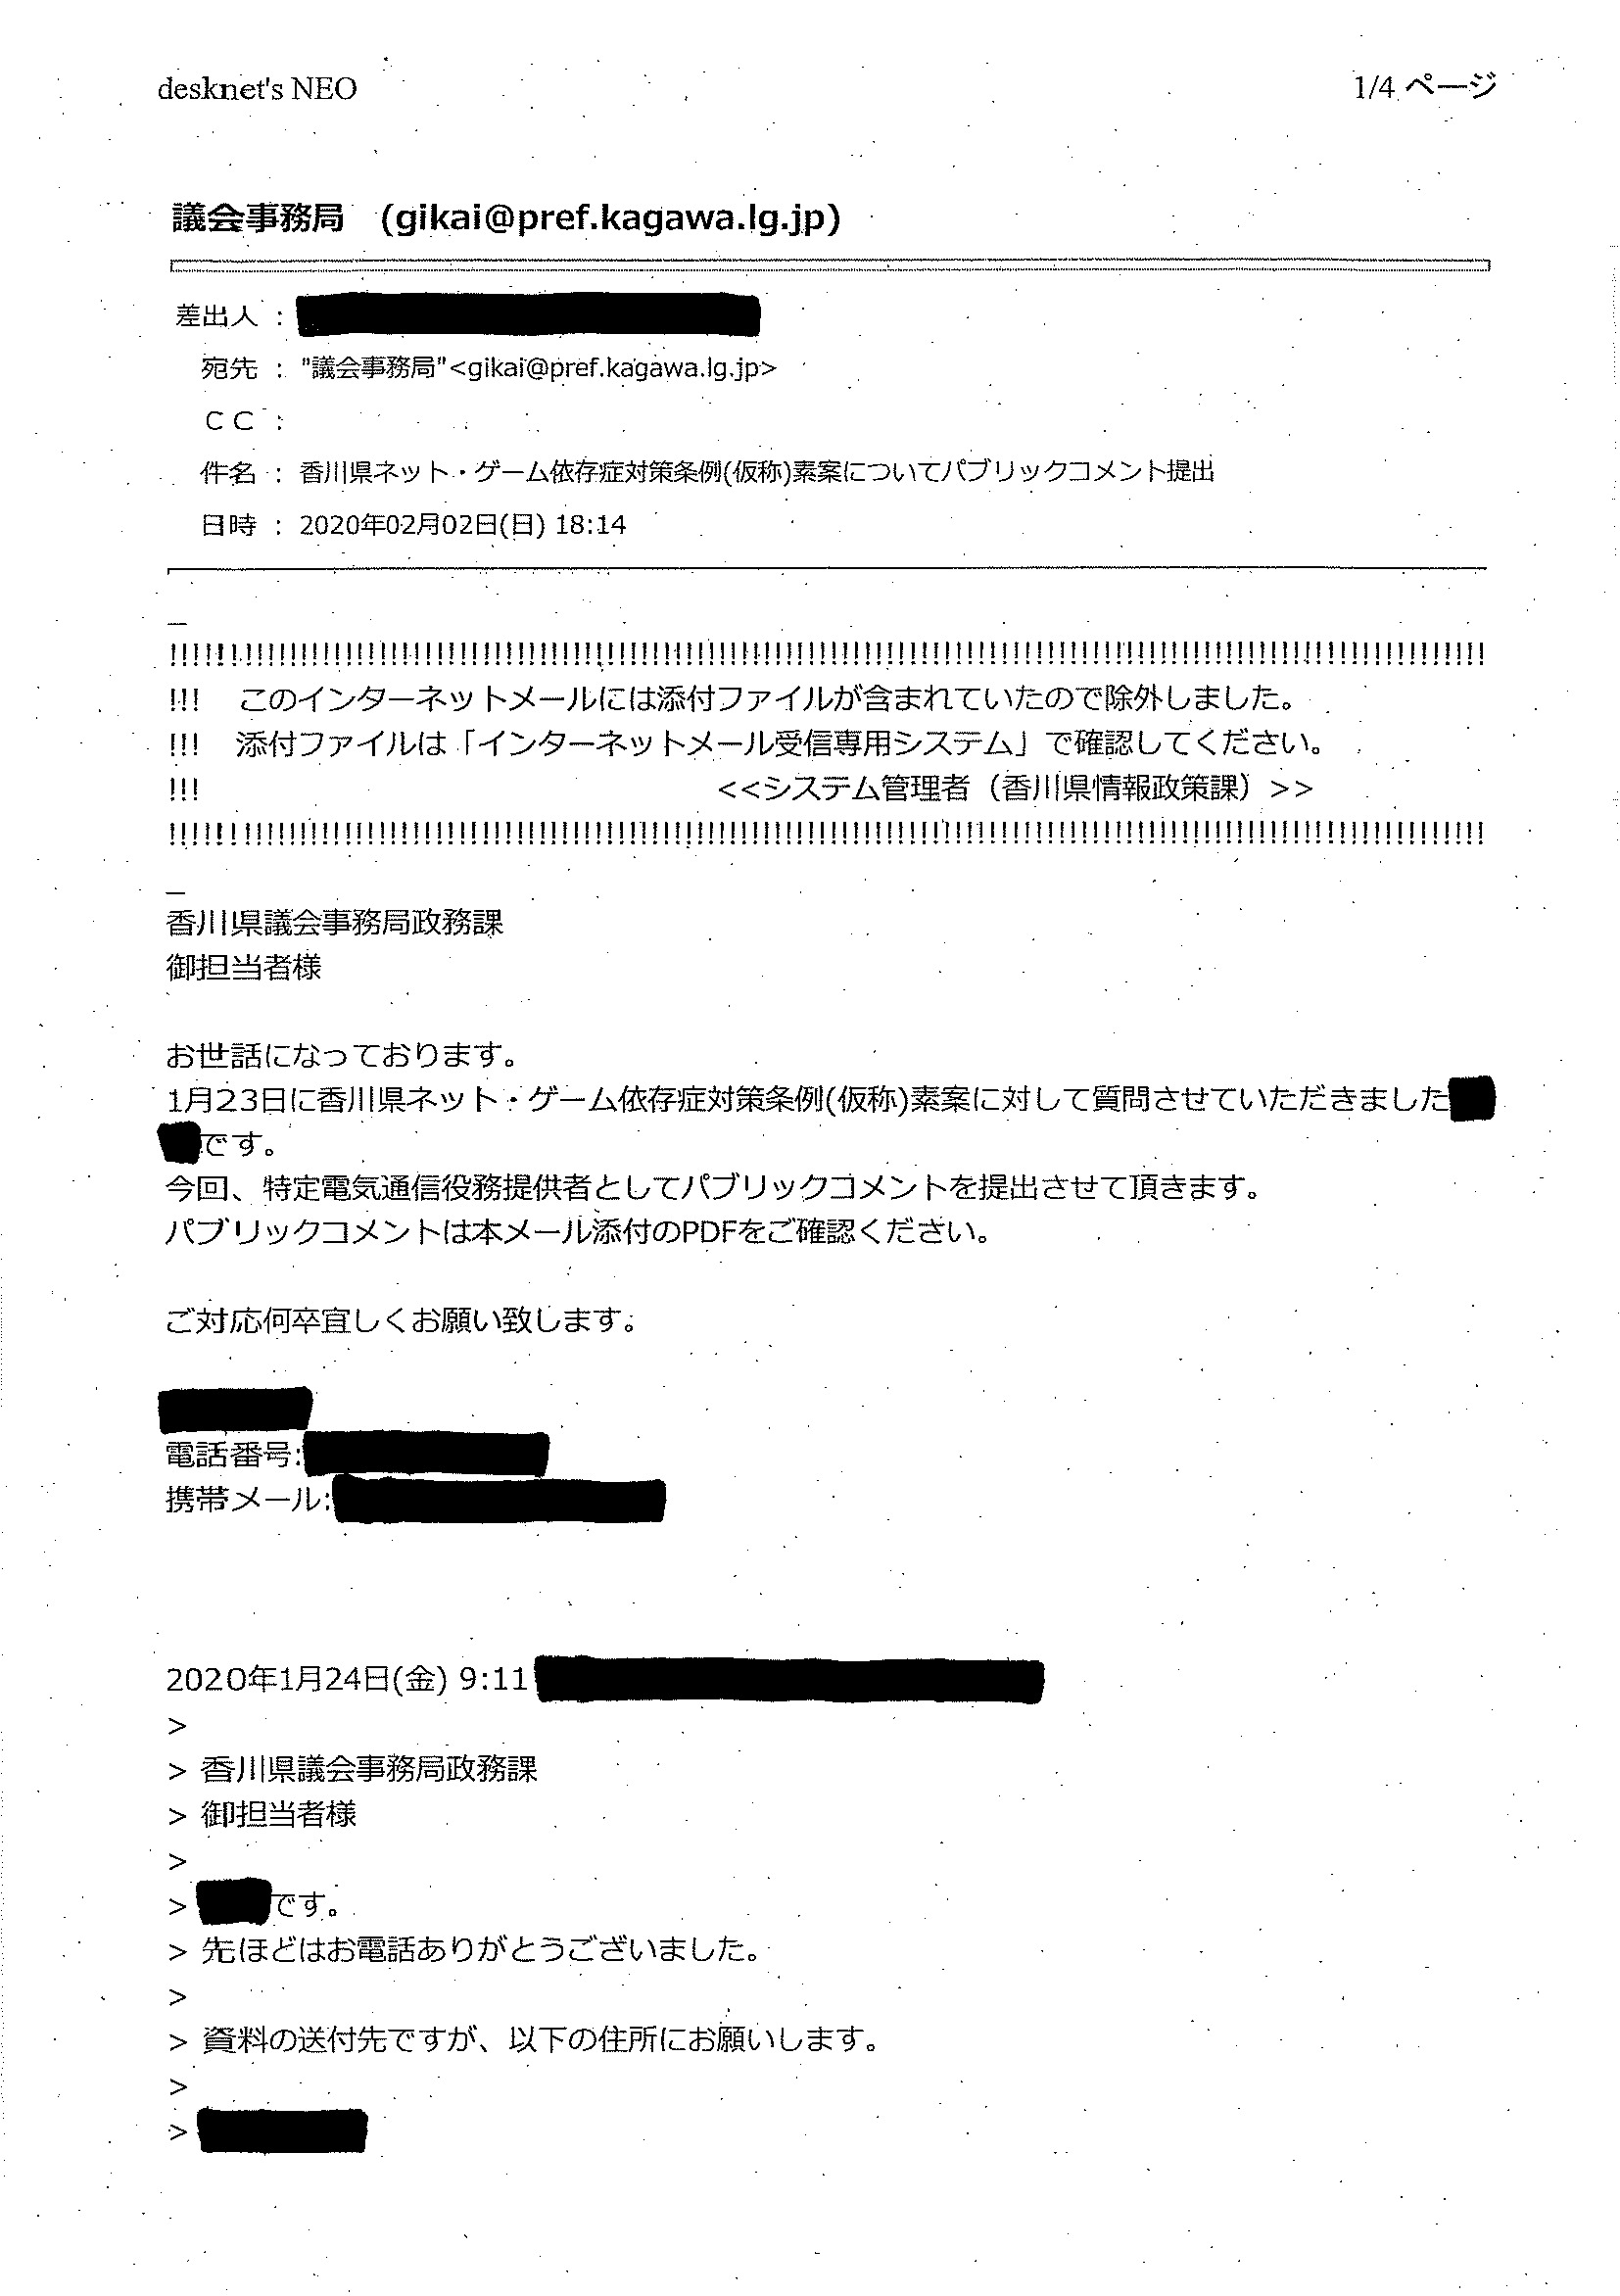 desknet's NEO
1/4 ページ
議会事務局 (gikai@pref.kagawa.lg.jp)
差出人 :
宛先 : "議会事務局"<gikai@pref.kagawa.lg.jp>
ＣＣ :
件名 : 香川県ネット・ゲーム依存症対策条例(仮称)素案についてパブリックコメント提出
日時 : 2020年02月02日(日) 18:14
_
!!!!!!!!!!!!!!!!!!!!!!!!!!!!!!!!!!!!!!!!!!!!!!!!!!!!!!!!!!!!!!!!!!!!!!!!!!!!!!!!!!!!!!!!!!!!!!!!!!!!!!!!!!!!!!
!!! このインターネットメールには添付ファイルが含まれていたので除外しました。
!!! 添付ファイルは「インターネットメール受信専用システム」で確認してください。
!!! <<システム管理者（香川県情報政策課）>>
!!!!!!!!!!!!!!!!!!!!!!!!!!!!!!!!!!!!!!!!!!!!!!!!!!!!!!!!!!!!!!!!!!!!!!!!!!!!!!!!!!!!!!!!!!!!!!!!!!!!!!!!!!!!!!
_
香川県議会事務局政務課
御担当者様
お世話になっております。
1月23日に香川県ネット・ゲーム依存症対策条例(仮称)素案に対して質問させていただきました
です。
今回、特定電気通信役務提供者としてパブリックコメントを提出させて頂きます。
パブリックコメントは本メール添付のPDFをご確認ください。
ご対応何卒宜しくお願い致します。
電話番号:
携帯メール:
2020年1月24日(金) 9:11
>
> 香川県議会事務局政務課
> 御担当者様
>
> です。
> 先ほどはお電話ありがとうございました。
>
> 資料の送付先ですが、以下の住所にお願いします。
>
>